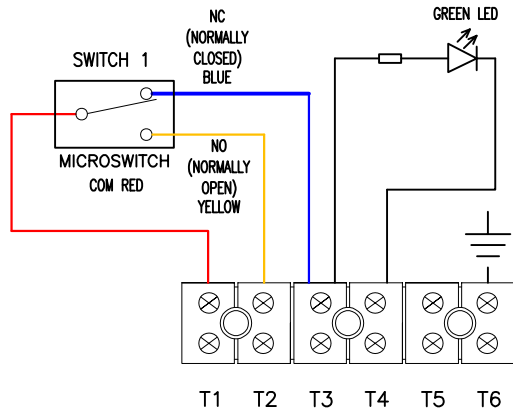 NC
(NORMALLY
CLOSED)
BLUE
GREEN LED
SWITCH 1
MICROSWITCH
COM RED
NO
(NORMALLY
OPEN)
YELLOW
T1 T2 T3 T4 T5 T6